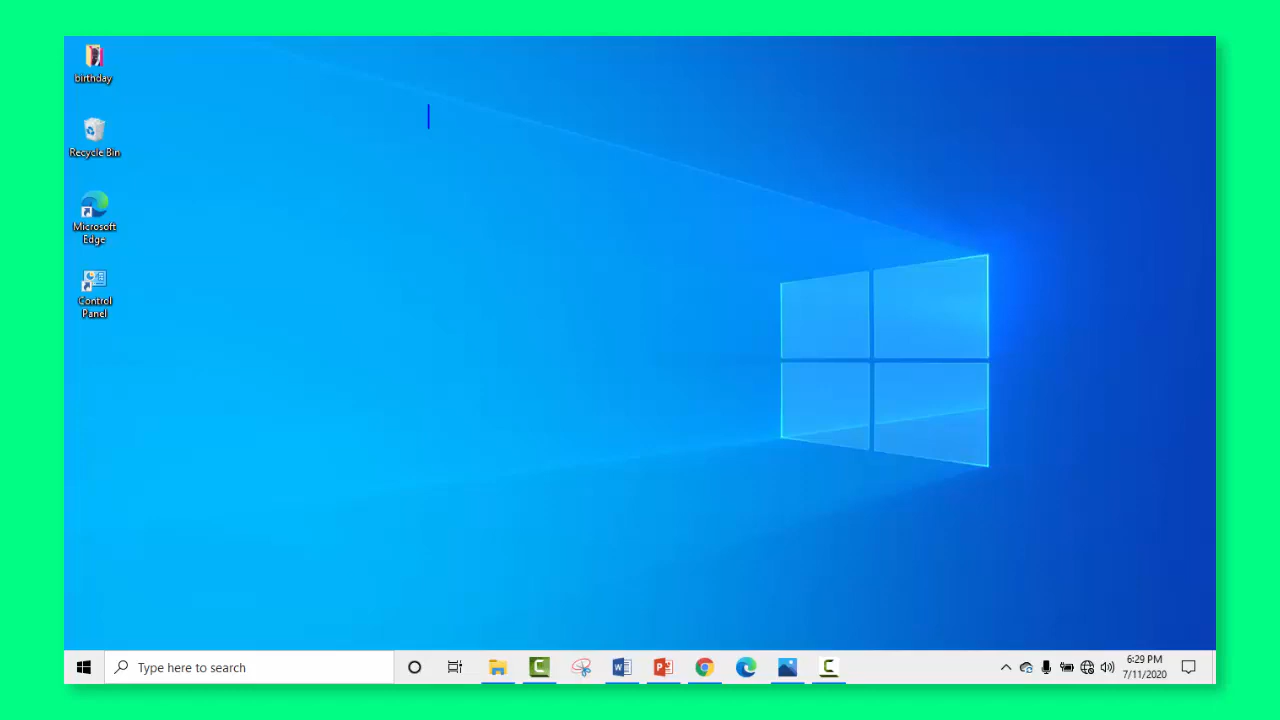 birthday
Recycle Bin
Microsoft
Edge
Control
Panel
Type here to search
6:29 PM
7/11/2020